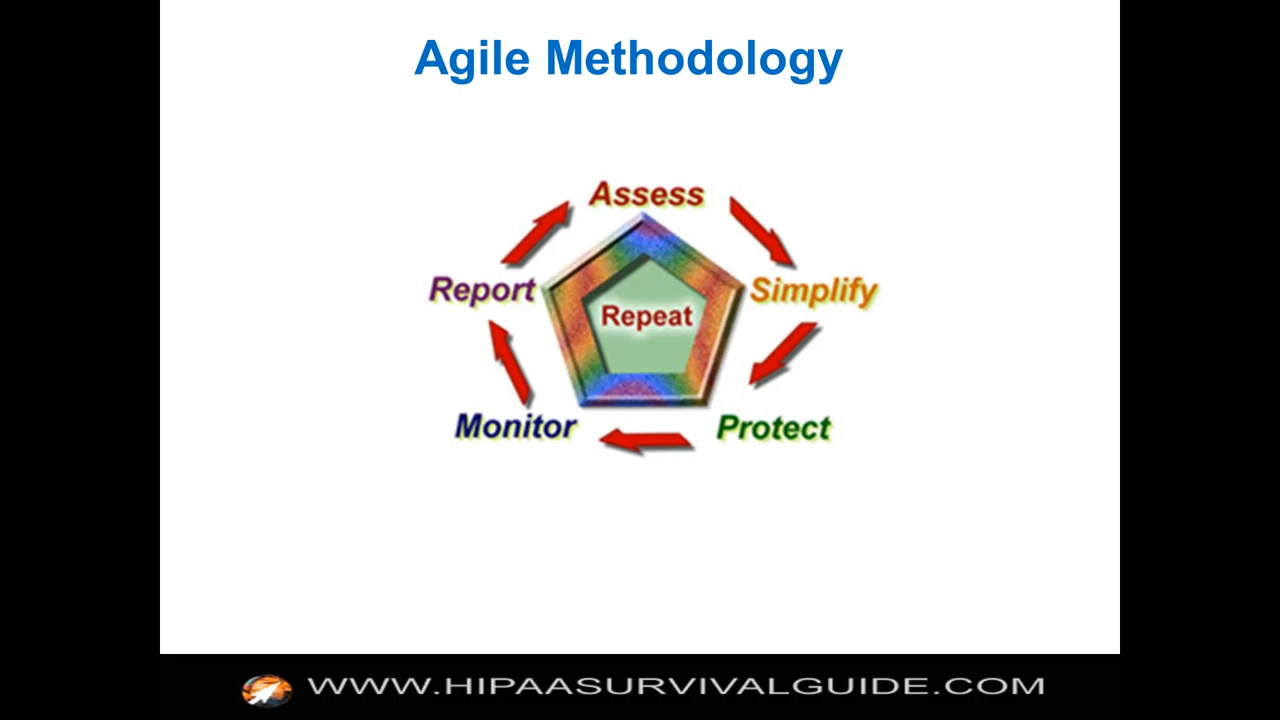 Agile Methodology
Assess
Report
Simplify
Repeat
Monitor
Protect
WWW.HIPAASURVIVALGUIDE.COM